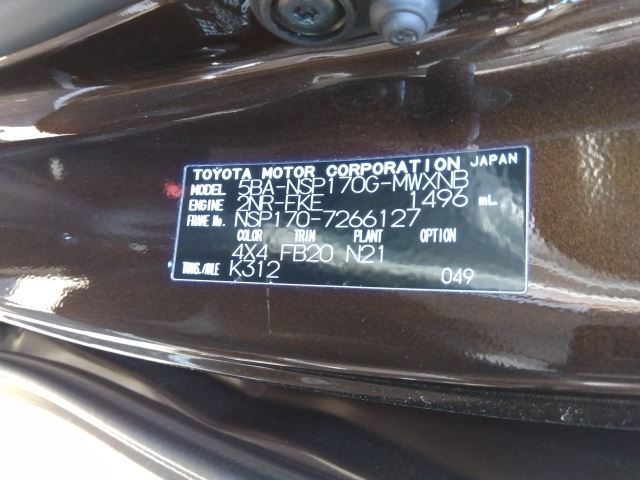 TOYOTA MOTOR CORPORATION JAPAN
MODEL 5BA-NSP170G-MWXNB
ENGINE 2NR-FKE 1496 mL
FRAME No. NSP170-7266127
COLOR TRIM PLANT OPTION
4X4 FB20 N21
TRANS./AXLE K312
049